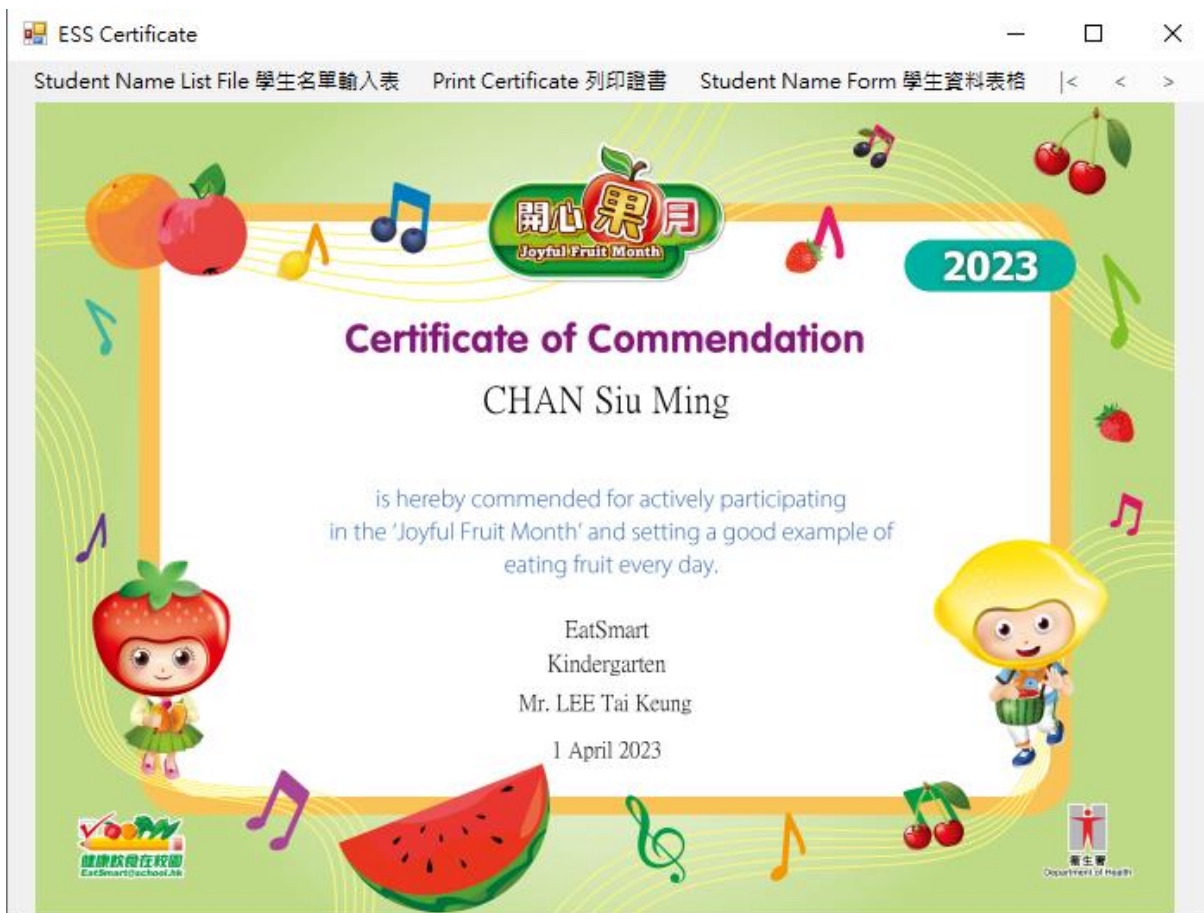 ESS Certificate
Student Name List File 學生名單輸入表 Print Certificate 列印證書 Student Name Form 學生資料表格 |< < >
開心果月
Joyful Fruit Month
2023
Certificate of Commendation
CHAN Siu Ming
is hereby commended for actively participating
in the ‘Joyful Fruit Month’ and setting a good example of
eating fruit every day.
EatSmart
Kindergarten
Mr. LEE Tai Keung
1 April 2023
健康飲食在校園
EatSmart@school.hk
衞生署
Department of Health